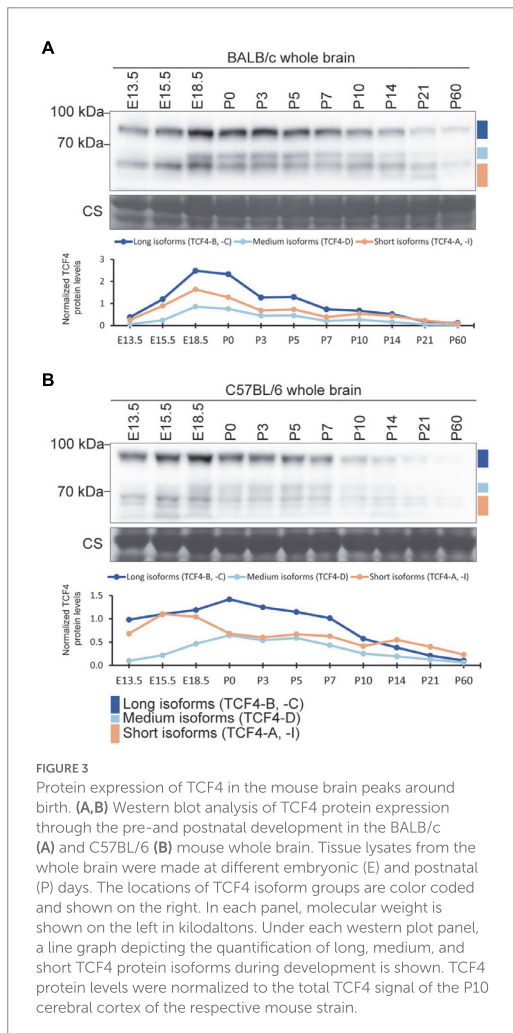 A
BALB/c whole brain
E13.5 E15.5 E18.5 P0 P3 P5 P7 P10 P14 P21 P60
100 kDa
70 kDa
CS
Long isoforms (TCF4-B, -C) Medium isoforms (TCF4-D) Short isoforms (TCF4-A, -I)
Normalized TCF4
protein levels
3
2
1
0
E13.5 E15.5 E18.5 P0 P3 P5 P7 P10 P14 P21 P60
B
C57BL/6 whole brain
E13.5 E15.5 E18.5 P0 P3 P5 P7 P10 P14 P21 P60
100 kDa
70 kDa
CS
Long isoforms (TCF4-B, -C) Medium isoforms (TCF4-D) Short isoforms (TCF4-A, -I)
Normalized TCF4
protein levels
1.5
1.0
0.5
0.0
E13.5 E15.5 E18.5 P0 P3 P5 P7 P10 P14 P21 P60
Long isoforms (TCF4-B, -C)
Medium isoforms (TCF4-D)
Short isoforms (TCF4-A, -I)
FIGURE 3
Protein expression of TCF4 in the mouse brain peaks around
birth. (A,B) Western blot analysis of TCF4 protein expression
through the pre-and postnatal development in the BALB/c
(A) and C57BL/6 (B) mouse whole brain. Tissue lysates from the
whole brain were made at different embryonic (E) and postnatal
(P) days. The locations of TCF4 isoform groups are color coded
and shown on the right. In each panel, molecular weight is
shown on the left in kilodaltons. Under each western plot panel,
a line graph depicting the quantification of long, medium, and
short TCF4 protein isoforms during development is shown. TCF4
protein levels were normalized to the total TCF4 signal of the P10
cerebral cortex of the respective mouse strain.